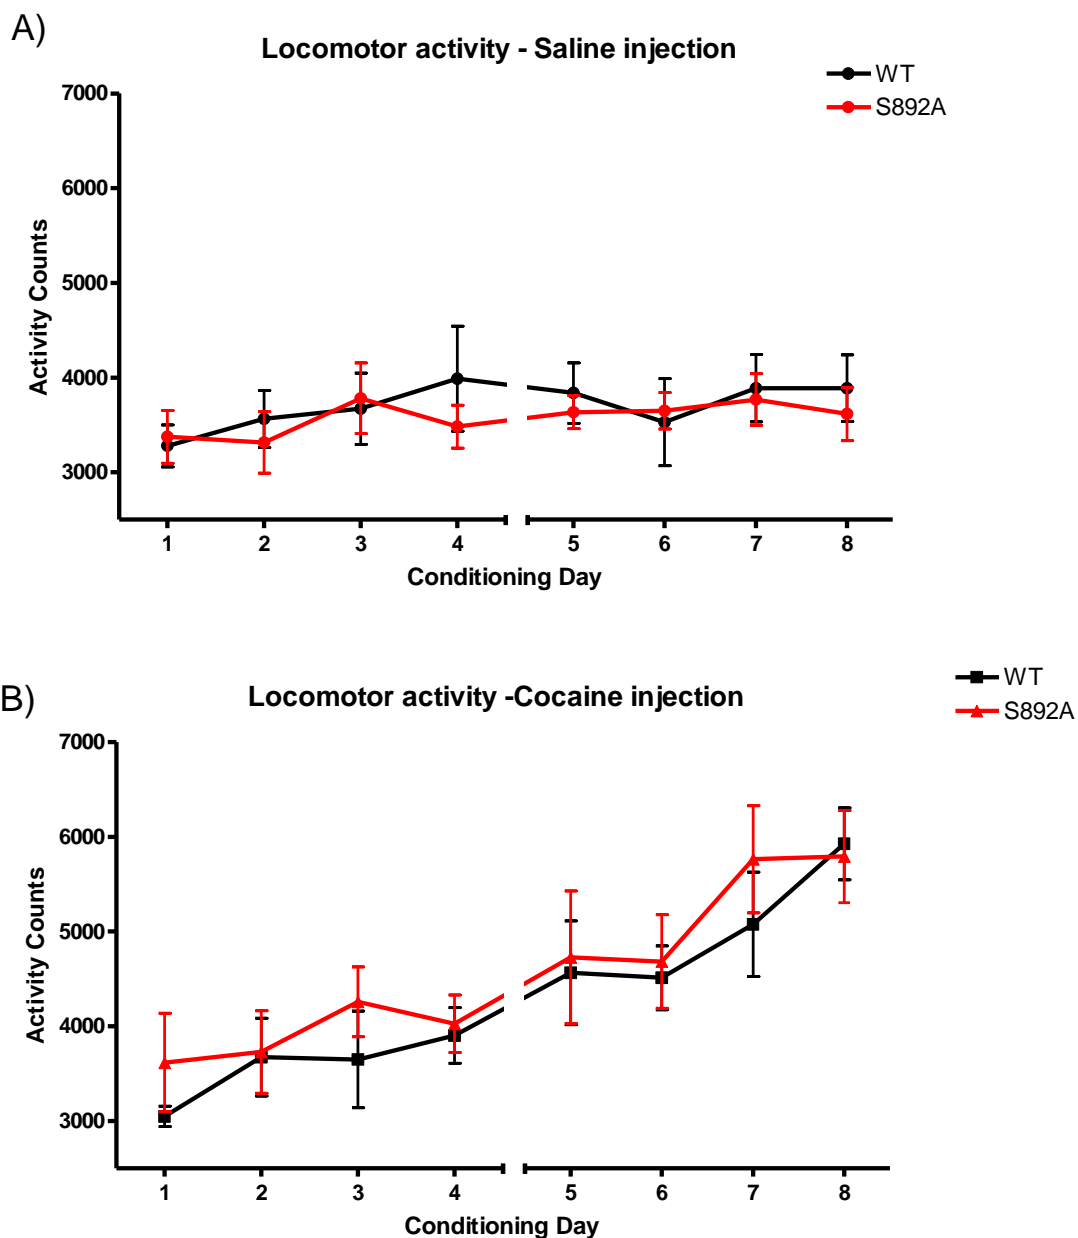 A)
Locomotor activity - Saline injection
WT
S892A
7000
6000
5000
4000
3000
Activity Counts
1 2 3 4 5 6 7 8
Conditioning Day
B)
Locomotor activity -Cocaine injection
WT
S892A
7000
6000
5000
4000
3000
Activity Counts
1 2 3 4 5 6 7 8
Conditioning Day